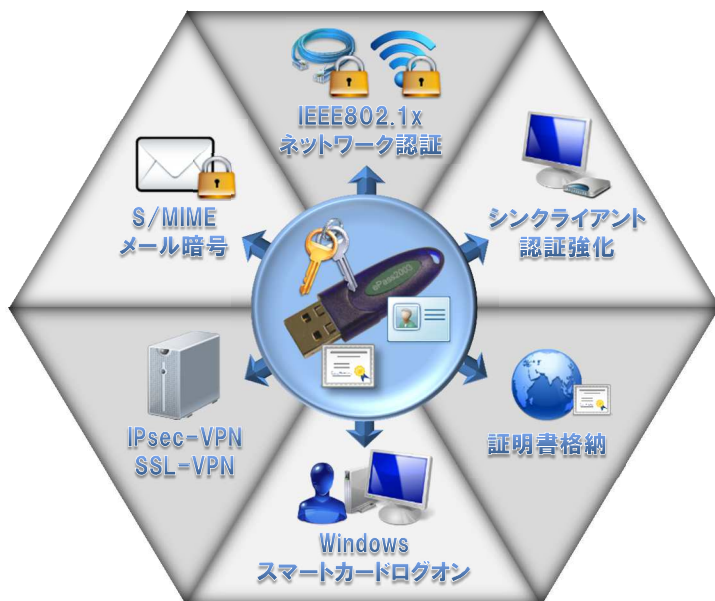 IEEE802.1x
ネットワーク認証
S/MIME
メール暗号
シンクライアント
認証強化
ePass2003
IPsec-VPN
SSL-VPN
証明書格納
Windows
スマートカードログオン